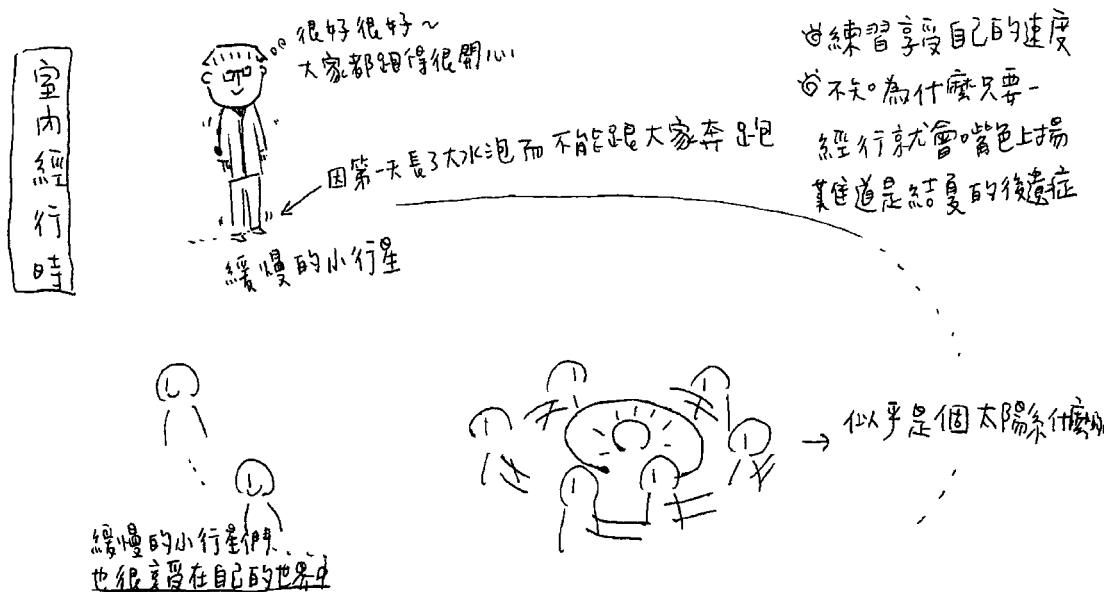 室內經行時
很好很好~
大家都跑得很開心
因第一天長了大水泡而不能跟大家奔跑
緩慢的小行星
練習享受自己的速度
不知為什麼只要一
經行就會嘴角上揚
難道是結夏的後遺症
似乎是個太陽系什麼的
緩慢的小行星們....
也很享受在自己的世界中